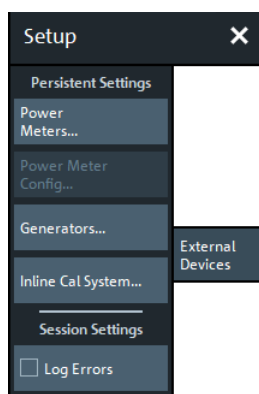 Setup
Persistent Settings
Power
Meters...
Power Meter
Config...
Generators...
Inline Cal System...
Session Settings
Log Errors
External
Devices